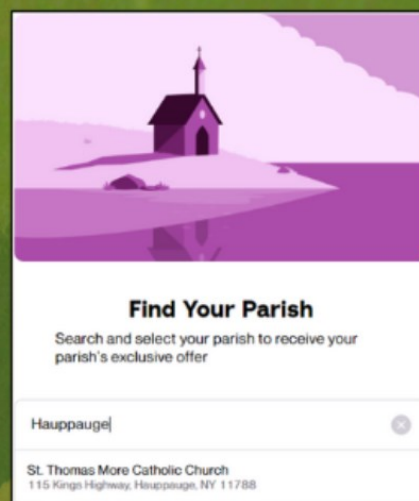 Find Your Parish
Search and select your parish to receive your
parish's exclusive offer
Hauppauge
St. Thomas More Catholic Church
115 Kings Highway, Hauppauge, NY 11788